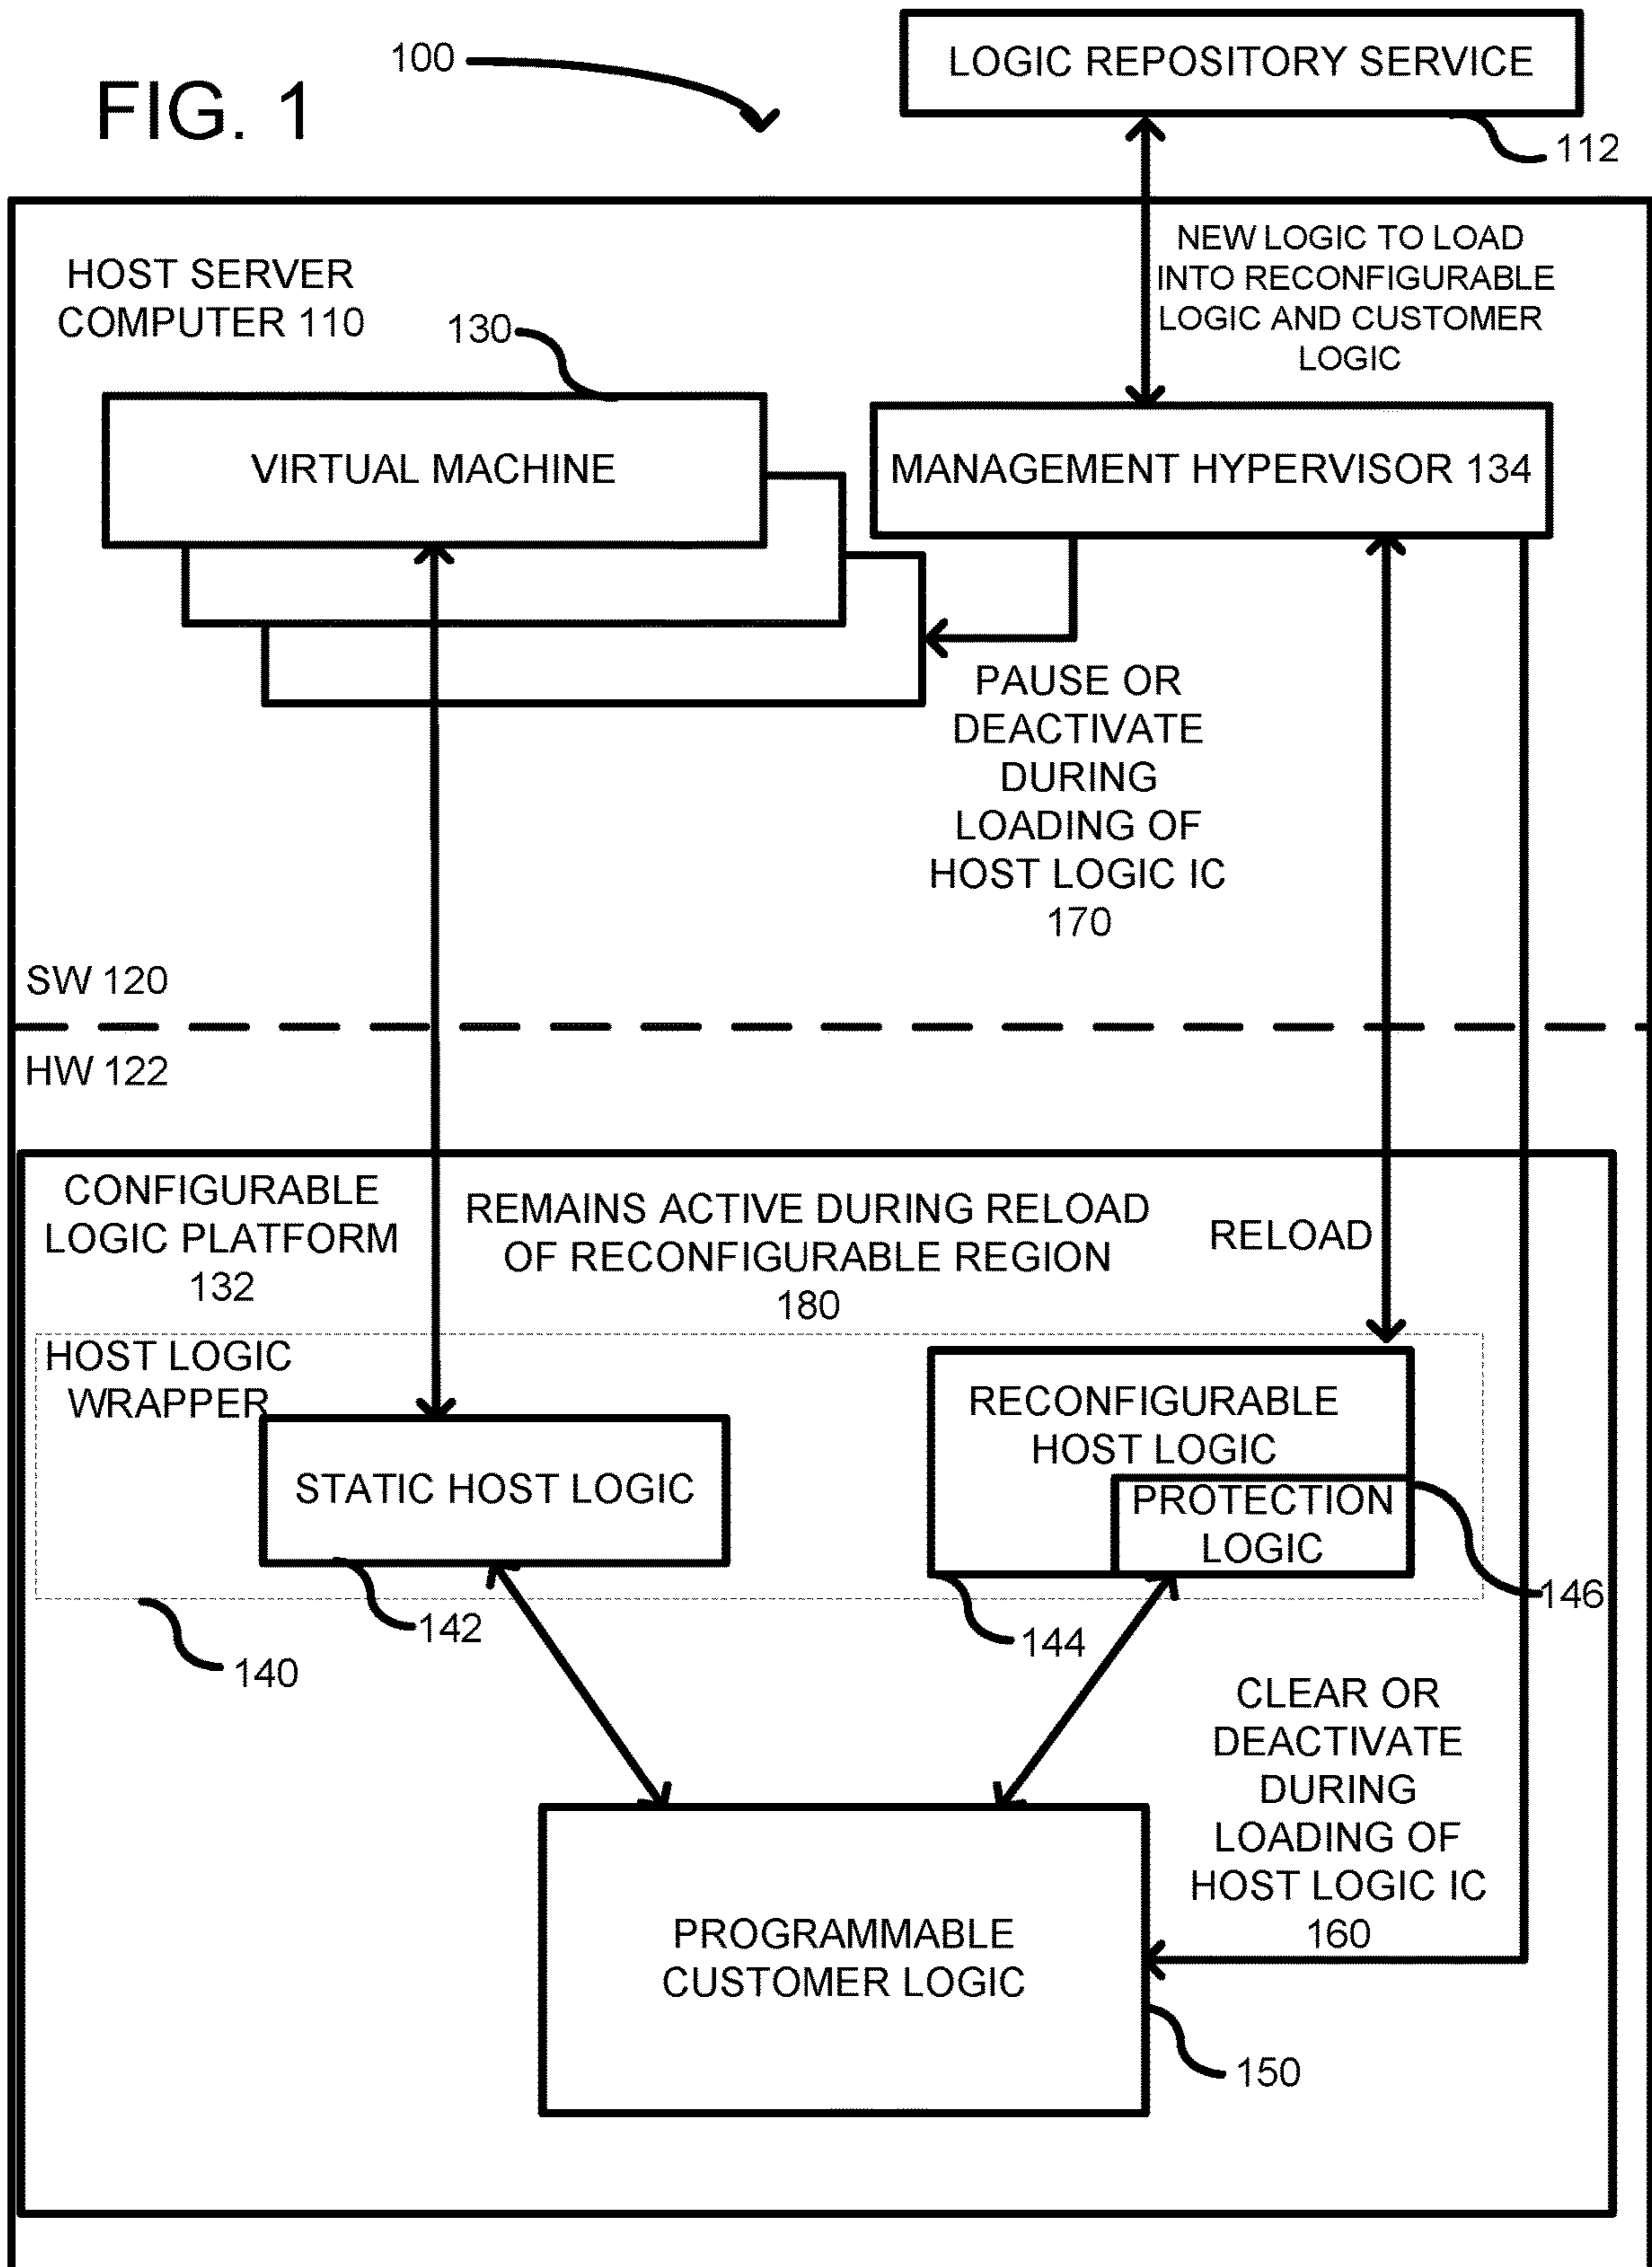 FIG. 1
100
LOGIC REPOSITORY SERVICE
112
HOST SERVER
COMPUTER 110
130
NEW LOGIC TO LOAD
INTO RECONFIGURABLE
LOGIC AND CUSTOMER
LOGIC
VIRTUAL MACHINE
MANAGEMENT HYPERVISOR 134
PAUSE OR
DEACTIVATE
DURING
LOADING OF
HOST LOGIC IC
170
SW 120
HW 122
CONFIGURABLE
LOGIC PLATFORM
132
REMAINS ACTIVE DURING RELOAD
OF RECONFIGURABLE REGION
180
RELOAD
HOST LOGIC
WRAPPER
STATIC HOST LOGIC
RECONFIGURABLE
HOST LOGIC
PROTECTION
LOGIC
146
142
144
140
CLEAR OR
DEACTIVATE
DURING
LOADING OF
HOST LOGIC IC
160
PROGRAMMABLE
CUSTOMER LOGIC
150